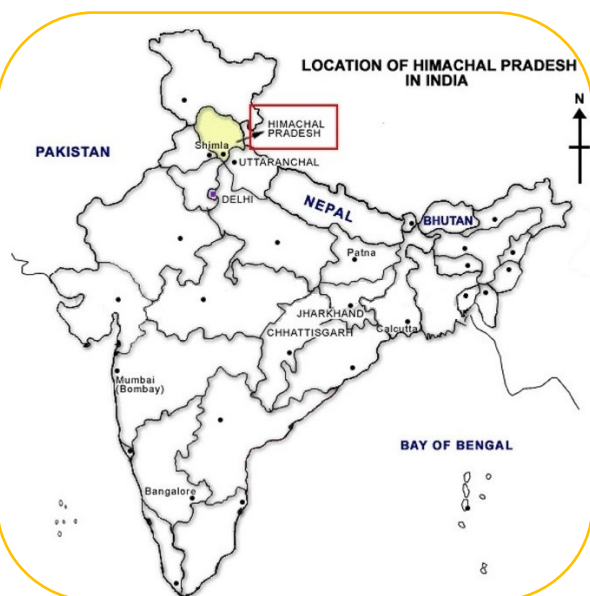 LOCATION OF HIMACHAL PRADESH
IN INDIA
N
HIMACHAL
PRADESH
Shimla
PAKISTAN
UTTARANCHAL
DELHI
NEPAL
BHUTAN
Patna
JHARKHAND
CHHATTISGARH
Calcutta
Mumbai
(Bombay)
BAY OF BENGAL
Bangalore